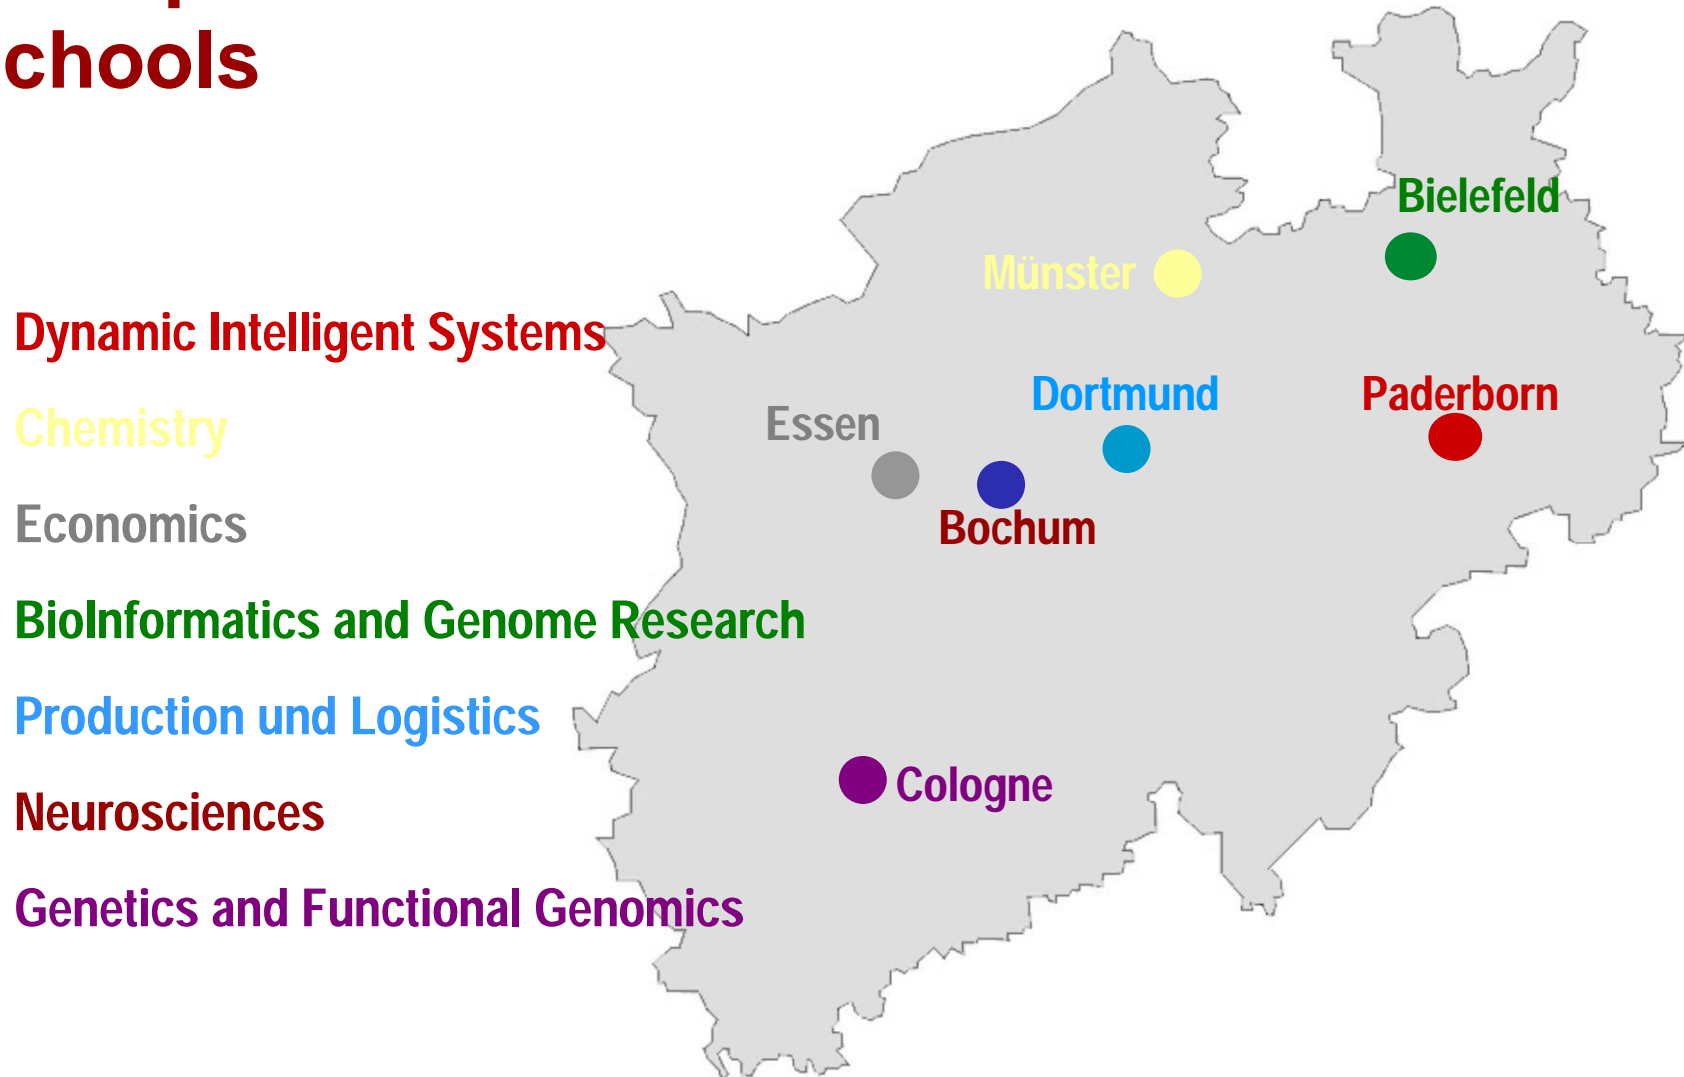 chools
Bielefeld
Münster
Dynamic Intelligent Systems
Dortmund
Paderborn
Essen
Chemistry
Economics
Bochum
BioInformatics and Genome Research
Production und Logistics
Cologne
Neurosciences
Genetics and Functional Genomics